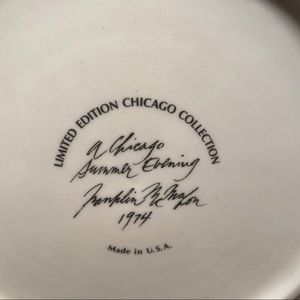 LIMITED EDITION CHICAGO COLLECTION
a Chicago
Summer Evening
Franklin McMahon
1974
Made in U.S.A.